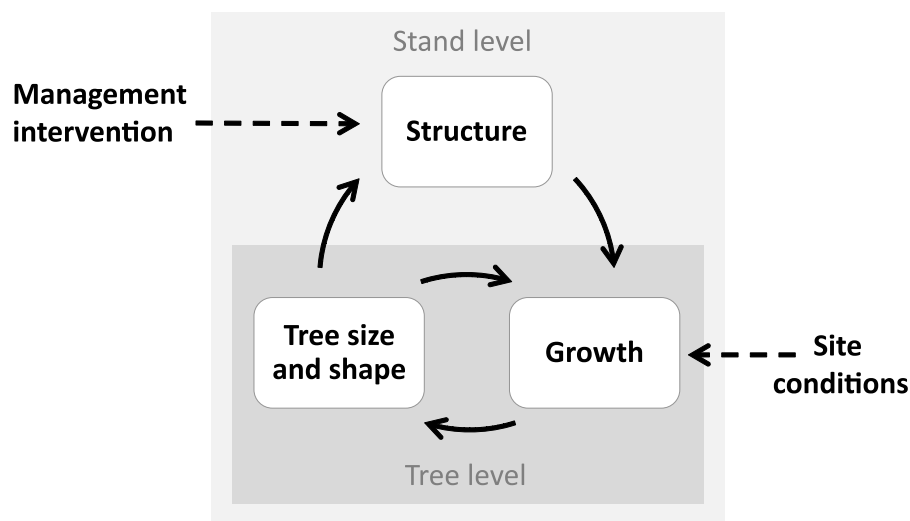 Stand level
Management
intervention
Structure
Tree size
and shape
Growth
Site
conditions
Tree level